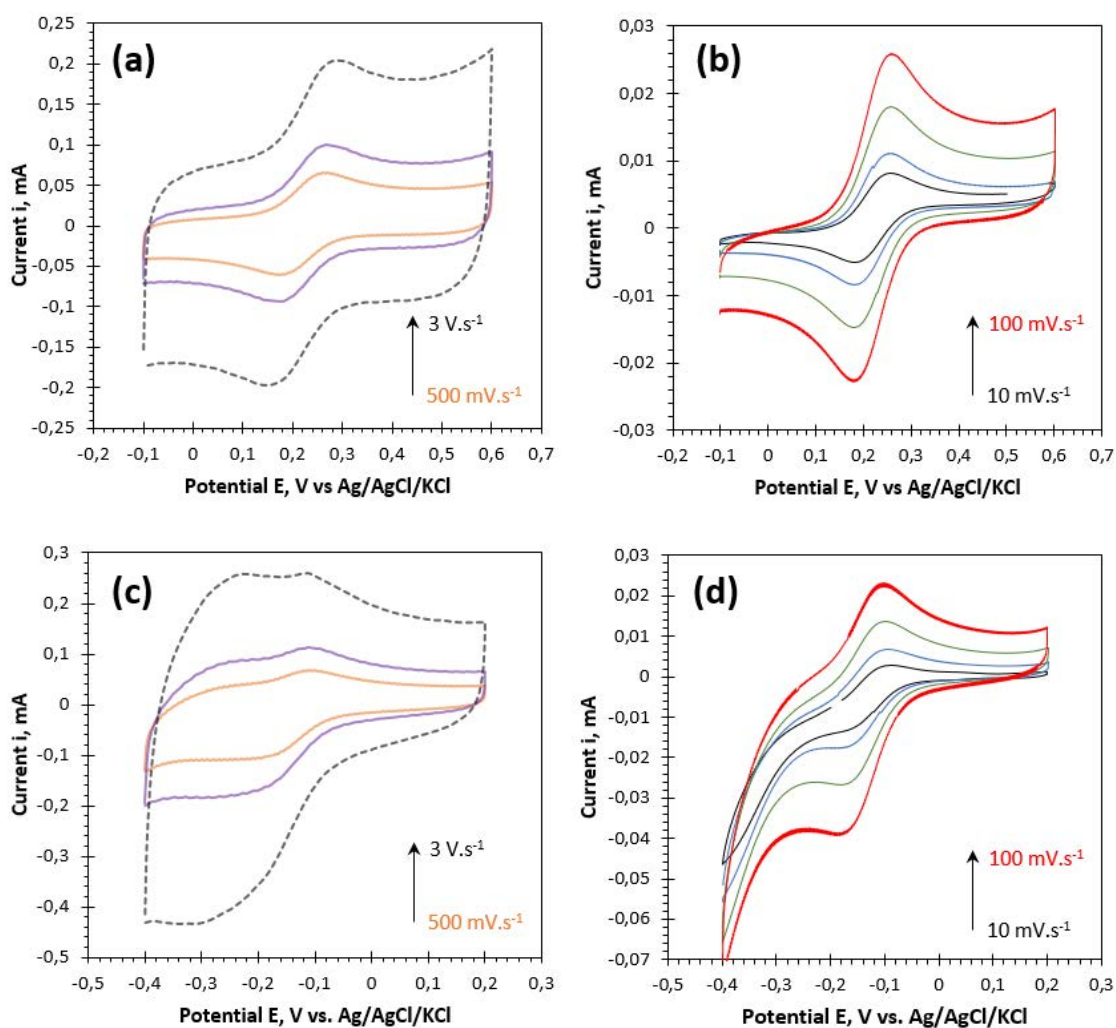 (a)
0,25
0,2
0,15
0,1
0,05
0
-0,05
-0,1
-0,15
-0,2
-0,25
Current i, mA
3 V.s⁻¹
500 mV.s⁻¹
-0,2 -0,1 0 0,1 0,2 0,3 0,4 0,5 0,6 0,7
Potential E, V vs Ag/AgCl/KCl
(b)
0,03
0,02
0,01
0
-0,01
-0,02
-0,03
Current i, mA
100 mV.s⁻¹
10 mV.s⁻¹
-0,2 -0,1 0 0,1 0,2 0,3 0,4 0,5 0,6 0,7
Potential E, V vs Ag/AgCl/KCl
(c)
0,3
0,2
0,1
0
-0,1
-0,2
-0,3
-0,4
-0,5
Current i, mA
3 V.s⁻¹
500 mV.s⁻¹
-0,5 -0,4 -0,3 -0,2 -0,1 0 0,1 0,2 0,3
Potential E, V vs. Ag/AgCl/KCl
(d)
0,03
0,02
0,01
0
-0,01
-0,02
-0,03
-0,04
-0,05
-0,06
-0,07
Current i, mA
100 mV.s⁻¹
10 mV.s⁻¹
-0,5 -0,4 -0,3 -0,2 -0,1 0 0,1 0,2 0,3
Potential E, V vs. Ag/AgCl/KCl